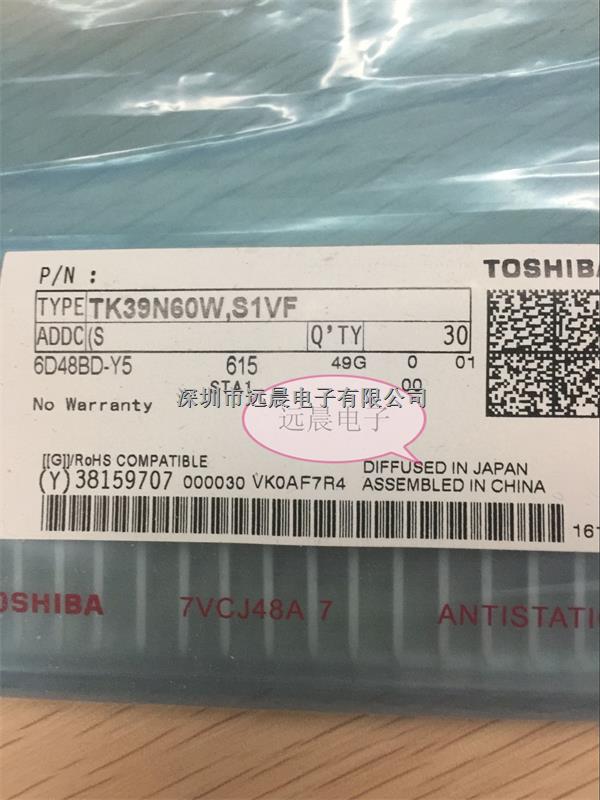 P/N :
TOSHIBA
TYPE TK39N60W,S1VF
ADDC (S Q'TY 30
6D48BD-Y5 615 49G 0 01
STA1 00
No Warranty
深圳市远晨电子有限公司
远晨电子
[[G]]/RoHS COMPATIBLE
(Y)38159707 000030 VK0AF7R4
DIFFUSED IN JAPAN
ASSEMBLED IN CHINA
161
OSHIBA 7VCJ48A 7 ANTISTATI